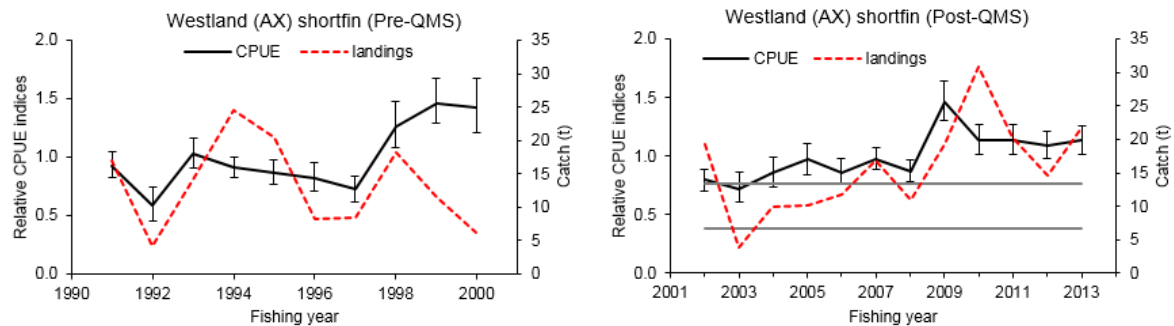 Westland (AX) shortfin (Pre-QMS)
CPUE landings
Relative CPUE indices
2.0
1.5
1.0
0.5
0.0
35
30
25
20
15
10
5
0
Catch (t)
1990 1992 1994 1996 1998 2000
Fishing year
Westland (AX) shortfin (Post-QMS)
CPUE landings
Relative CPUE indices
2.0
1.5
1.0
0.5
0.0
35
30
25
20
15
10
5
0
Catch (t)
2001 2003 2005 2007 2009 2011 2013
Fishing year